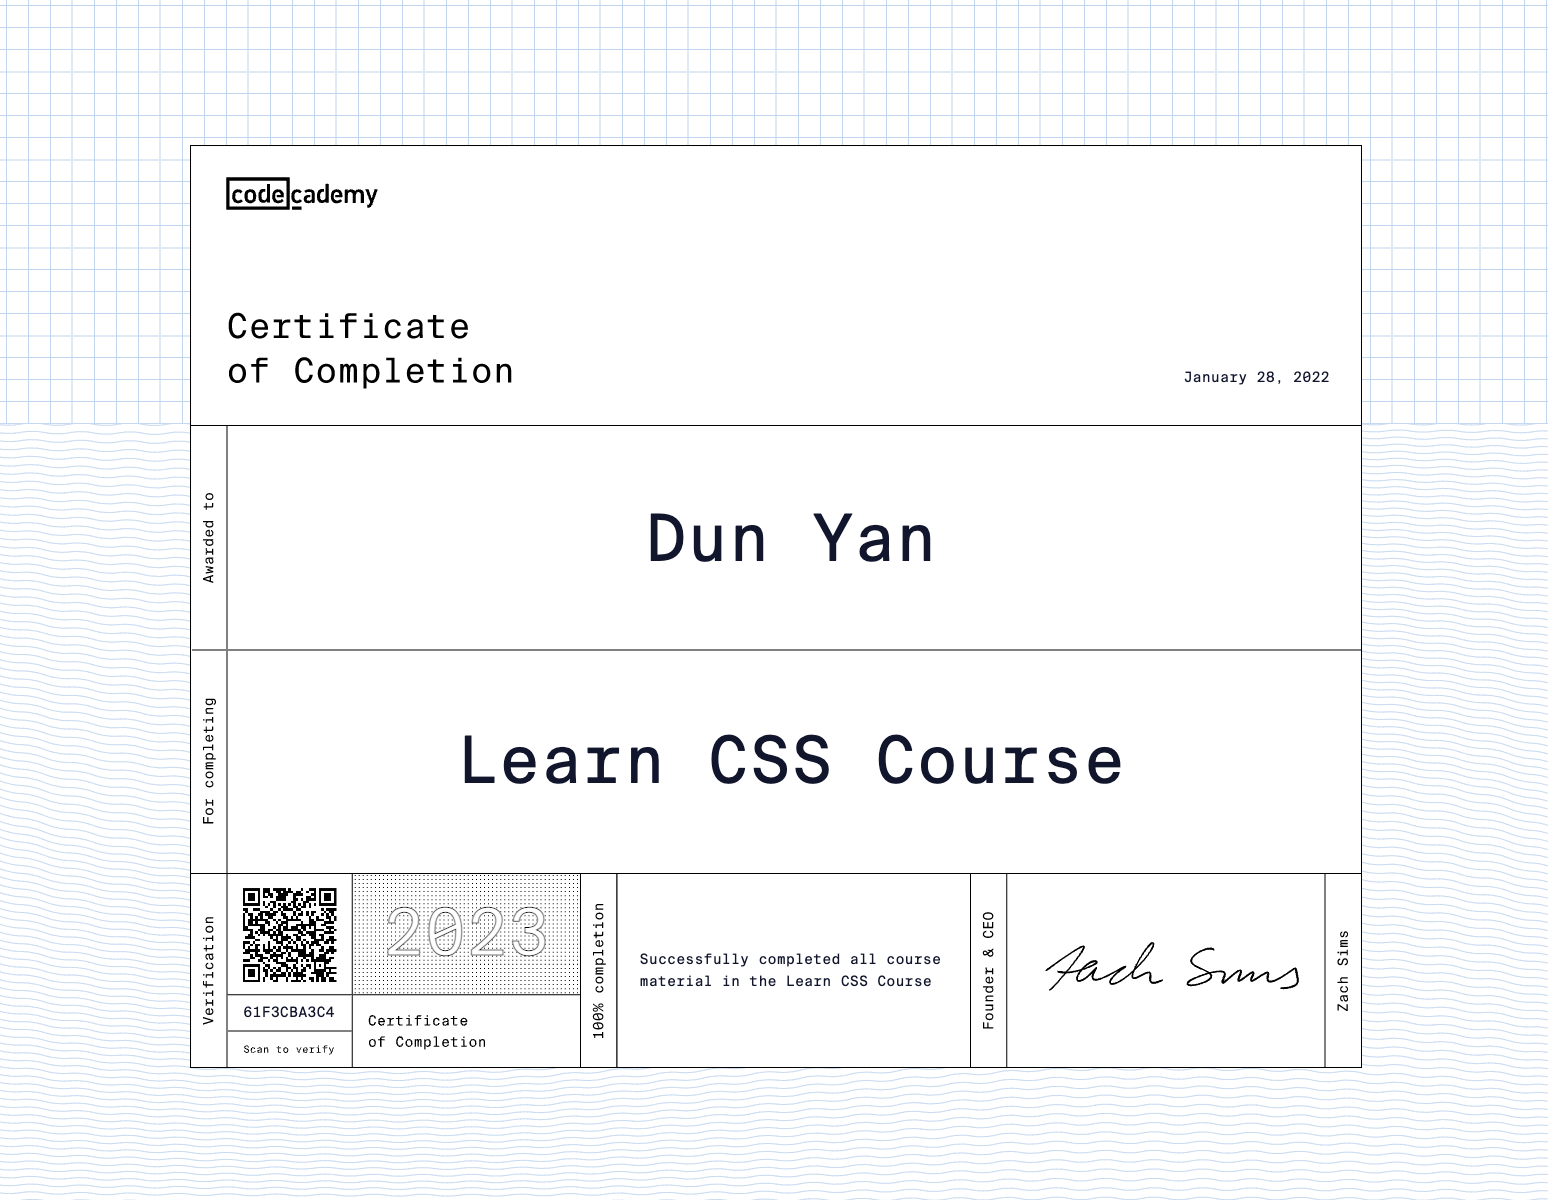 codecademy
Certificate
of Completion
January 28, 2022
Awarded to
Dun Yan
For completing
Learn CSS Course
Verification
61F3CBA3C4
Scan to verify
2023
Certificate
of Completion
100% completion
Successfully completed all course
material in the Learn CSS Course
Founder & CEO
Zach Sims
Zach Sims